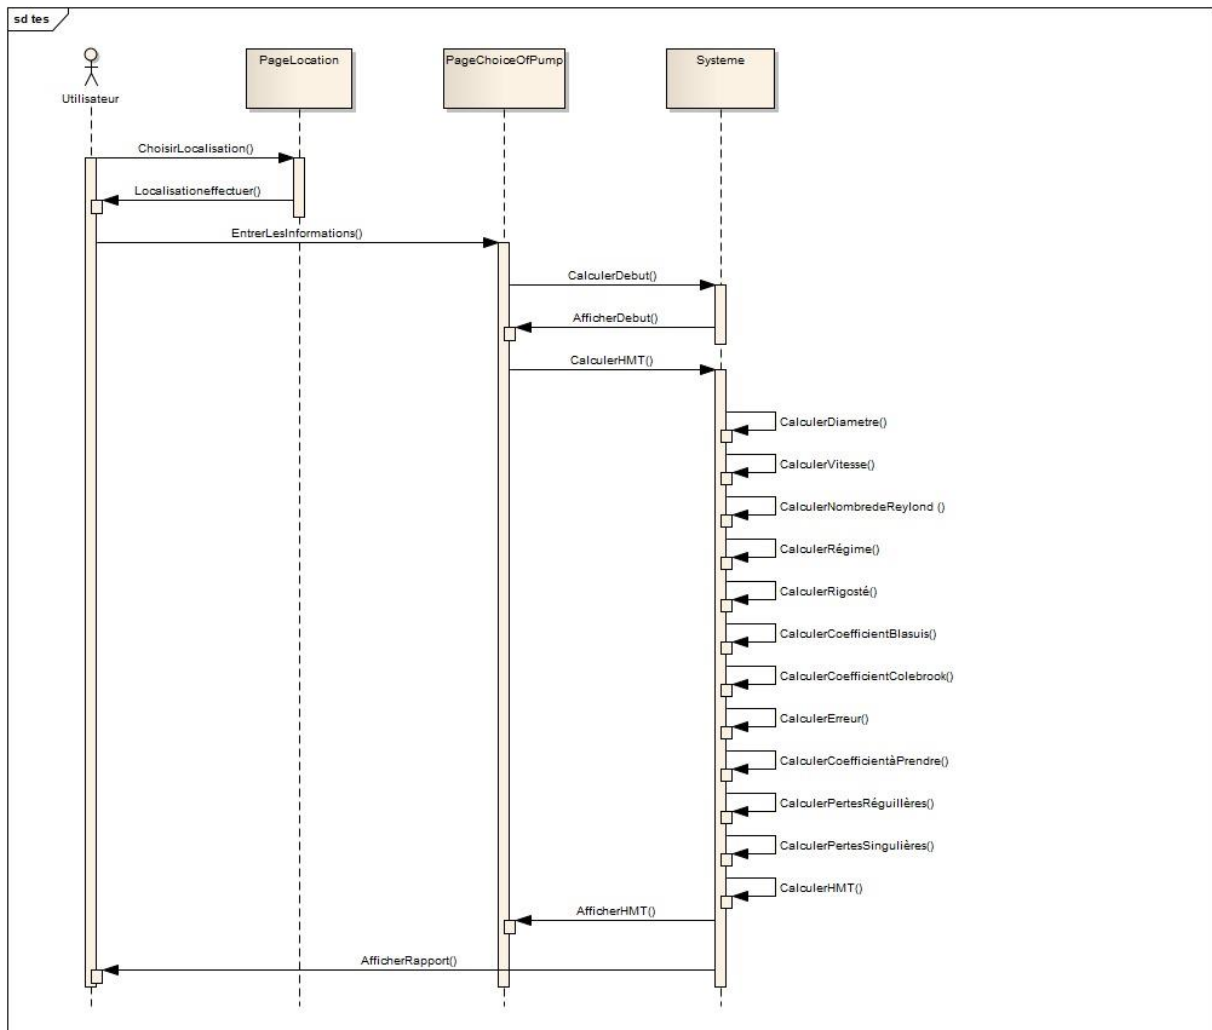 sd tes
Utilisateur
PageLocation
PageChoiceOfPump
Systeme
ChoisirLocalisation()
Localisationeffectuer()
EntrerLesInformations()
CalculerDebut()
AfficherDebut()
CalculerHMT()
CalculerDiametre()
CalculerVitesse()
CalculerNombredeReylond ()
CalculerRégime()
CalculerRigosté()
CalculerCoefficientBlasuis()
CalculerCoefficientColebrook()
CalculerErreur()
CalculerCoefficientàPrendre()
CalculerPertesRéguillères()
CalculerPertesSingulières()
CalculerHMT()
AfficherHMT()
AfficherRapport()